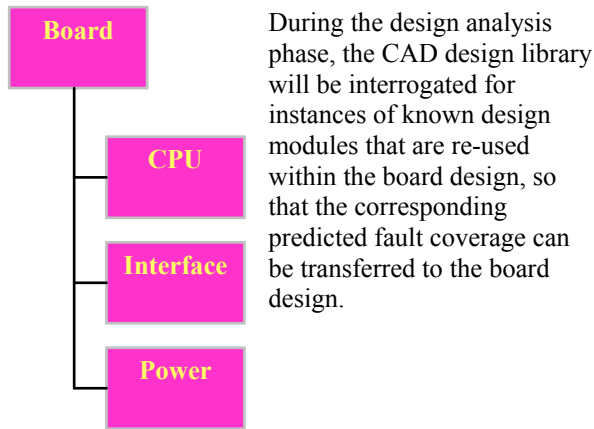 Board
CPU
Interface
Power
During the design analysis
phase, the CAD design library
will be interrogated for
instances of known design
modules that are re-used
within the board design, so
that the corresponding
predicted fault coverage can
be transferred to the board
design.